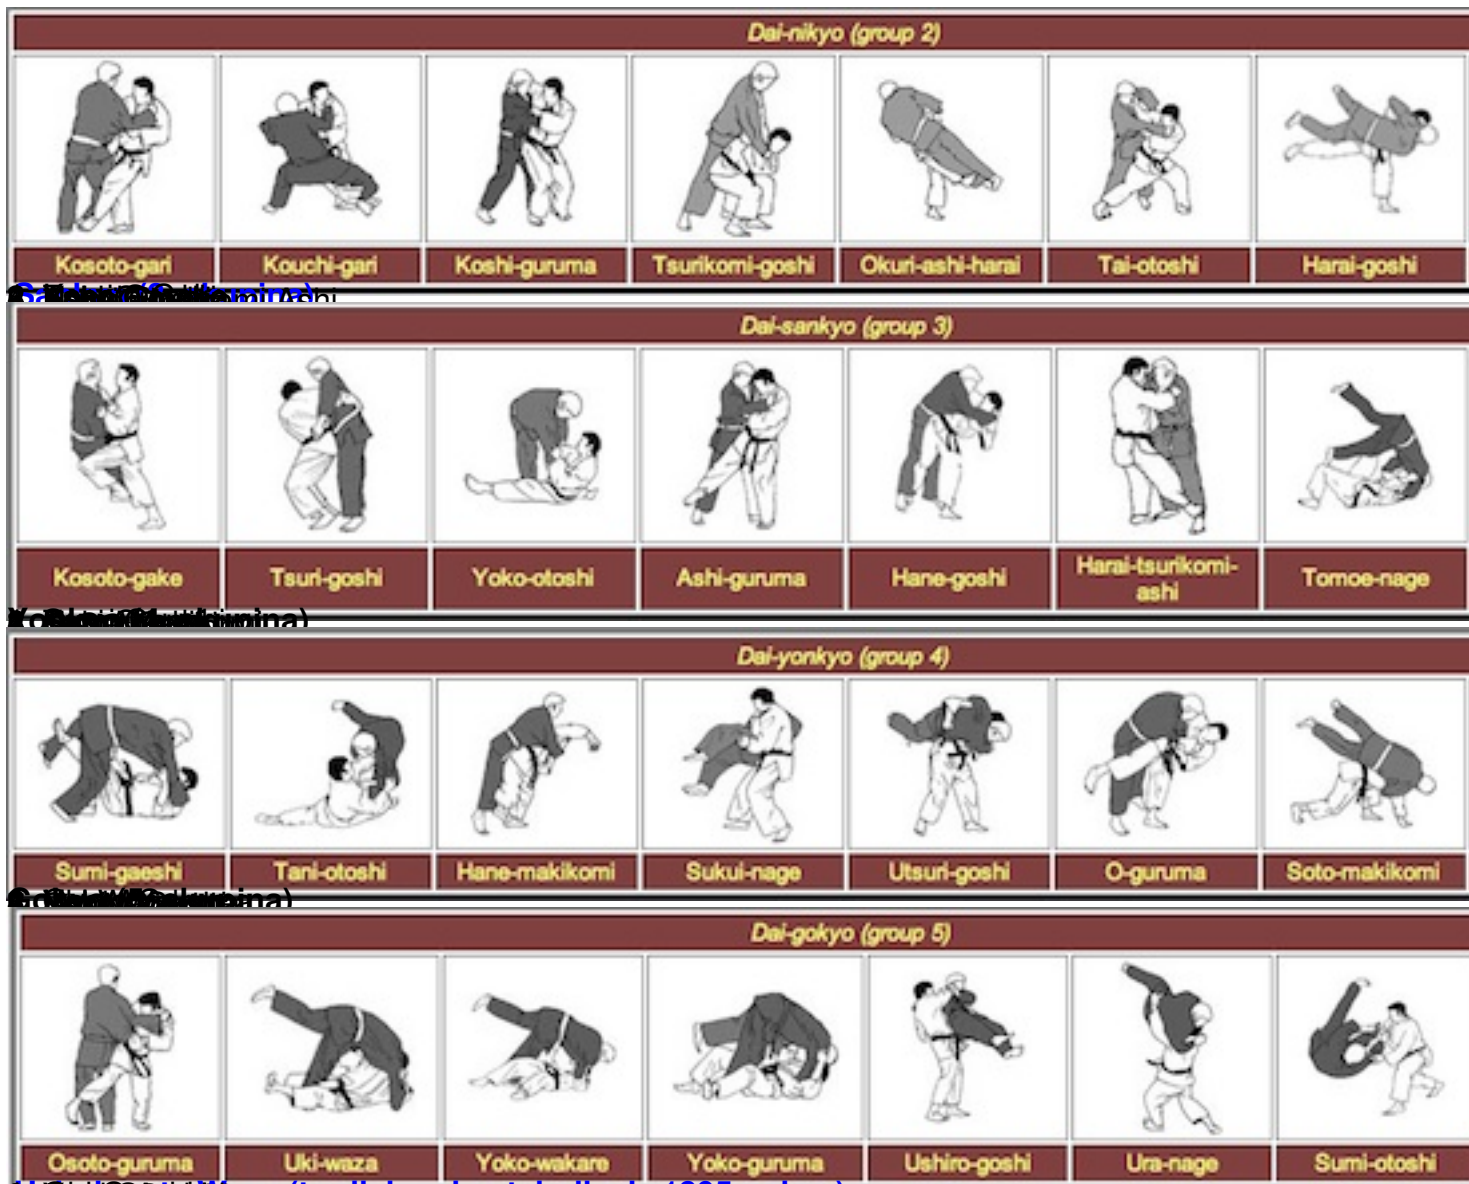 Dai-nikyo (group 2)
Kosoto-gari Kouchi-gari Koshi-guruma Tsurikomi-goshi Okuri-ashi-harai Tai-otoshi Harai-goshi
Dai-sankyo (group 3)
Kosoto-gake Tsuri-goshi Yoko-otoshi Ashi-guruma Hane-goshi Harai-tsurikomi-ashi Tomoe-nage
Dai-yonkyo (group 4)
Sumi-gaeshi Tani-otoshi Hane-makikomi Sukui-nage Utsuri-goshi O-guruma Soto-makikomi
Dai-gokyo (group 5)
Osoto-guruma Uki-waza Yoko-wakare Yoko-guruma Ushiro-goshi Ura-nage Sumi-otoshi